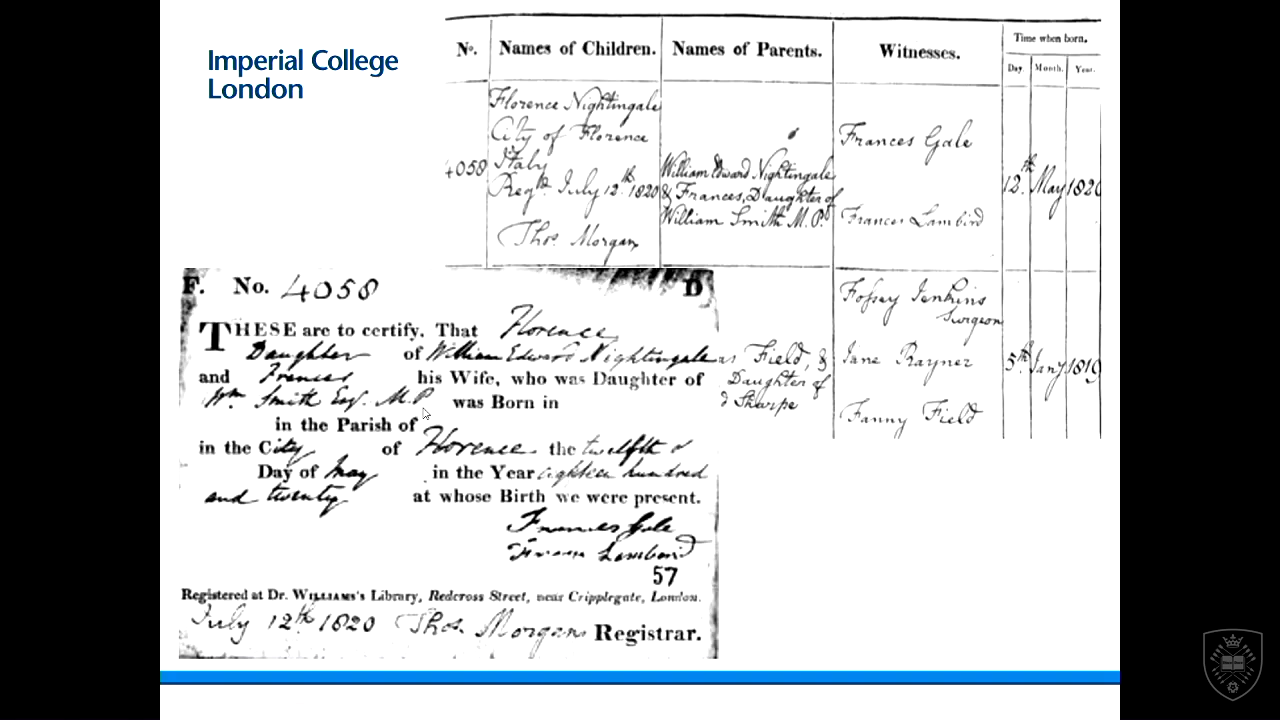 Imperial College
London
No. Names of Children. Names of Parents. Witnesses. Time when born.
Day. Month. Year.
4058
Florence Nightingale
City of Florence
Italy
Regd. July 12th 1820
Thos. Morgan
William Edward Nightingale
& Frances, Daughter of
William Smith M.P.
Frances Gale
Frances Lambird
12th May 1820
Fossey Jenkins
Surgeon
Jane Rayner
Fanny Field
5th Jany 1819
as Field, &
Daughter of
Sharpe
F. No. 4058 D
THESE are to certify, That Florence
Daughter of William Edward Nightingale
and Frances his Wife, who was Daughter of
Wm Smith Esq. M.P. was Born in
in the Parish of
in the City of Florence the twelfth
Day of May in the Year eighteen hundred
and twenty at whose Birth we were present.
Frances Gale
Frances Lambird
57
Registered at Dr. WILLIAMS's Library, Redcross Street, near Cripplegate, London.
July 12th 1820 Thos. Morgan Registrar.